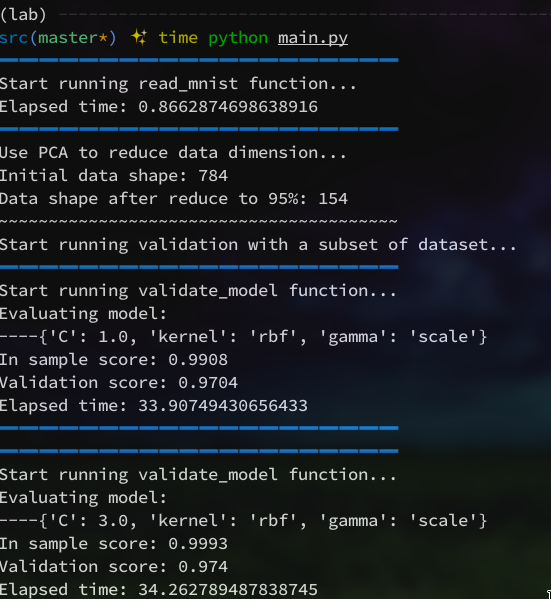 (lab)
src(master*) ✨ time python main.py
Start running read_mnist function...
Elapsed time: 0.8662874698638916
Use PCA to reduce data dimension...
Initial data shape: 784
Data shape after reduce to 95%: 154
~~~~~~~~~~~~~~~~~~~~~~~~~~~~~~~~~~~~~~~~
Start running validation with a subset of dataset...
Start running validate_model function...
Evaluating model:
----{'C': 1.0, 'kernel': 'rbf', 'gamma': 'scale'}
In sample score: 0.9908
Validation score: 0.9704
Elapsed time: 33.90749430656433
Start running validate_model function...
Evaluating model:
----{'C': 3.0, 'kernel': 'rbf', 'gamma': 'scale'}
In sample score: 0.9993
Validation score: 0.974
Elapsed time: 34.262789487838745